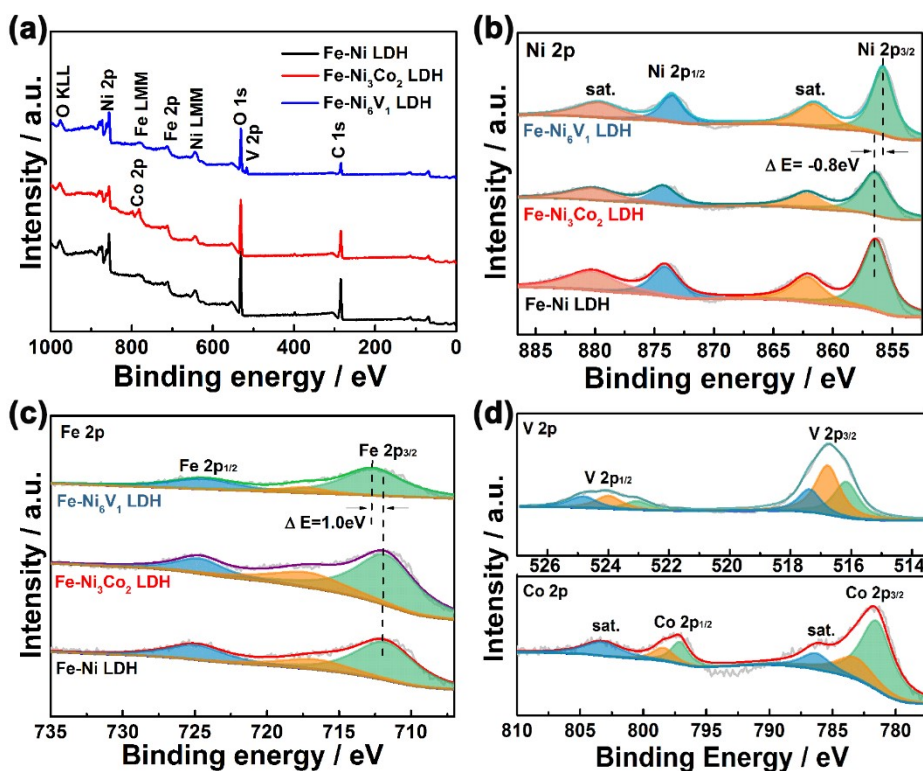 (a)
Fe-Ni LDH
Fe-Ni₃Co₂ LDH
Fe-Ni₆V₁ LDH
O KLL
Ni 2p
Fe LMM
Co 2p
Fe 2p
Ni LMM
O 1s
V 2p
C 1s
Intensity / a.u.
1000 800 600 400 200 0
Binding energy / eV
(b)
Ni 2p
Ni 2p₃/₂
Ni 2p₁/₂
sat.
sat.
Fe-Ni₆V₁ LDH
Δ E= -0.8eV
Fe-Ni₃Co₂ LDH
Fe-Ni LDH
Intensity / a.u.
885 880 875 870 865 860 855
Binding energy / eV
(c)
Fe 2p
Fe 2p₃/₂
Fe 2p₁/₂
Fe-Ni₆V₁ LDH
Δ E=1.0eV
Fe-Ni₃Co₂ LDH
Fe-Ni LDH
Intensity / a.u.
735 730 725 720 715 710
Binding energy / eV
(d)
V 2p
V 2p₃/₂
V 2p₁/₂
526 524 522 520 518 516 514
Co 2p
Co 2p₃/₂
sat.
Co 2p₁/₂
sat.
Intensity / a.u.
810 805 800 795 790 785 780
Binding Energy / eV